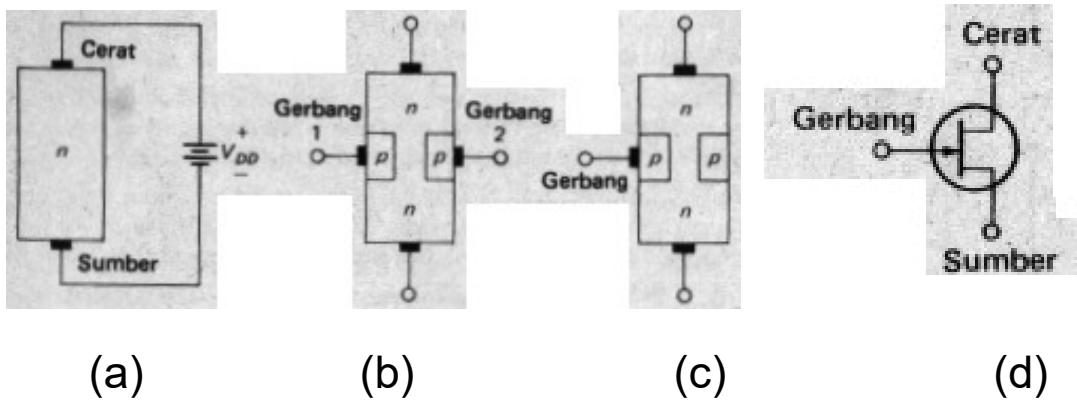 Cerat
n
+
V_DD
−
Sumber
(a)
Gerbang
1
n
Gerbang
2
p
p
n
(b)
n
p
p
Gerbang
n
(c)
Cerat
Gerbang
Sumber
(d)